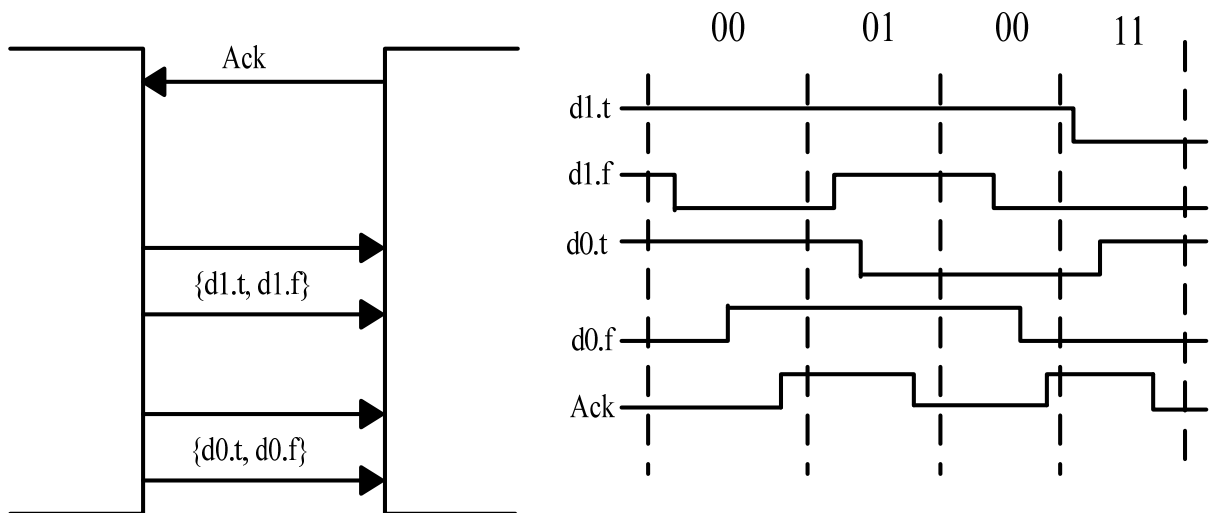 Ack
{d1.t, d1.f}
{d0.t, d0.f}
00 01 00 11
d1.t
d1.f
d0.t
d0.f
Ack